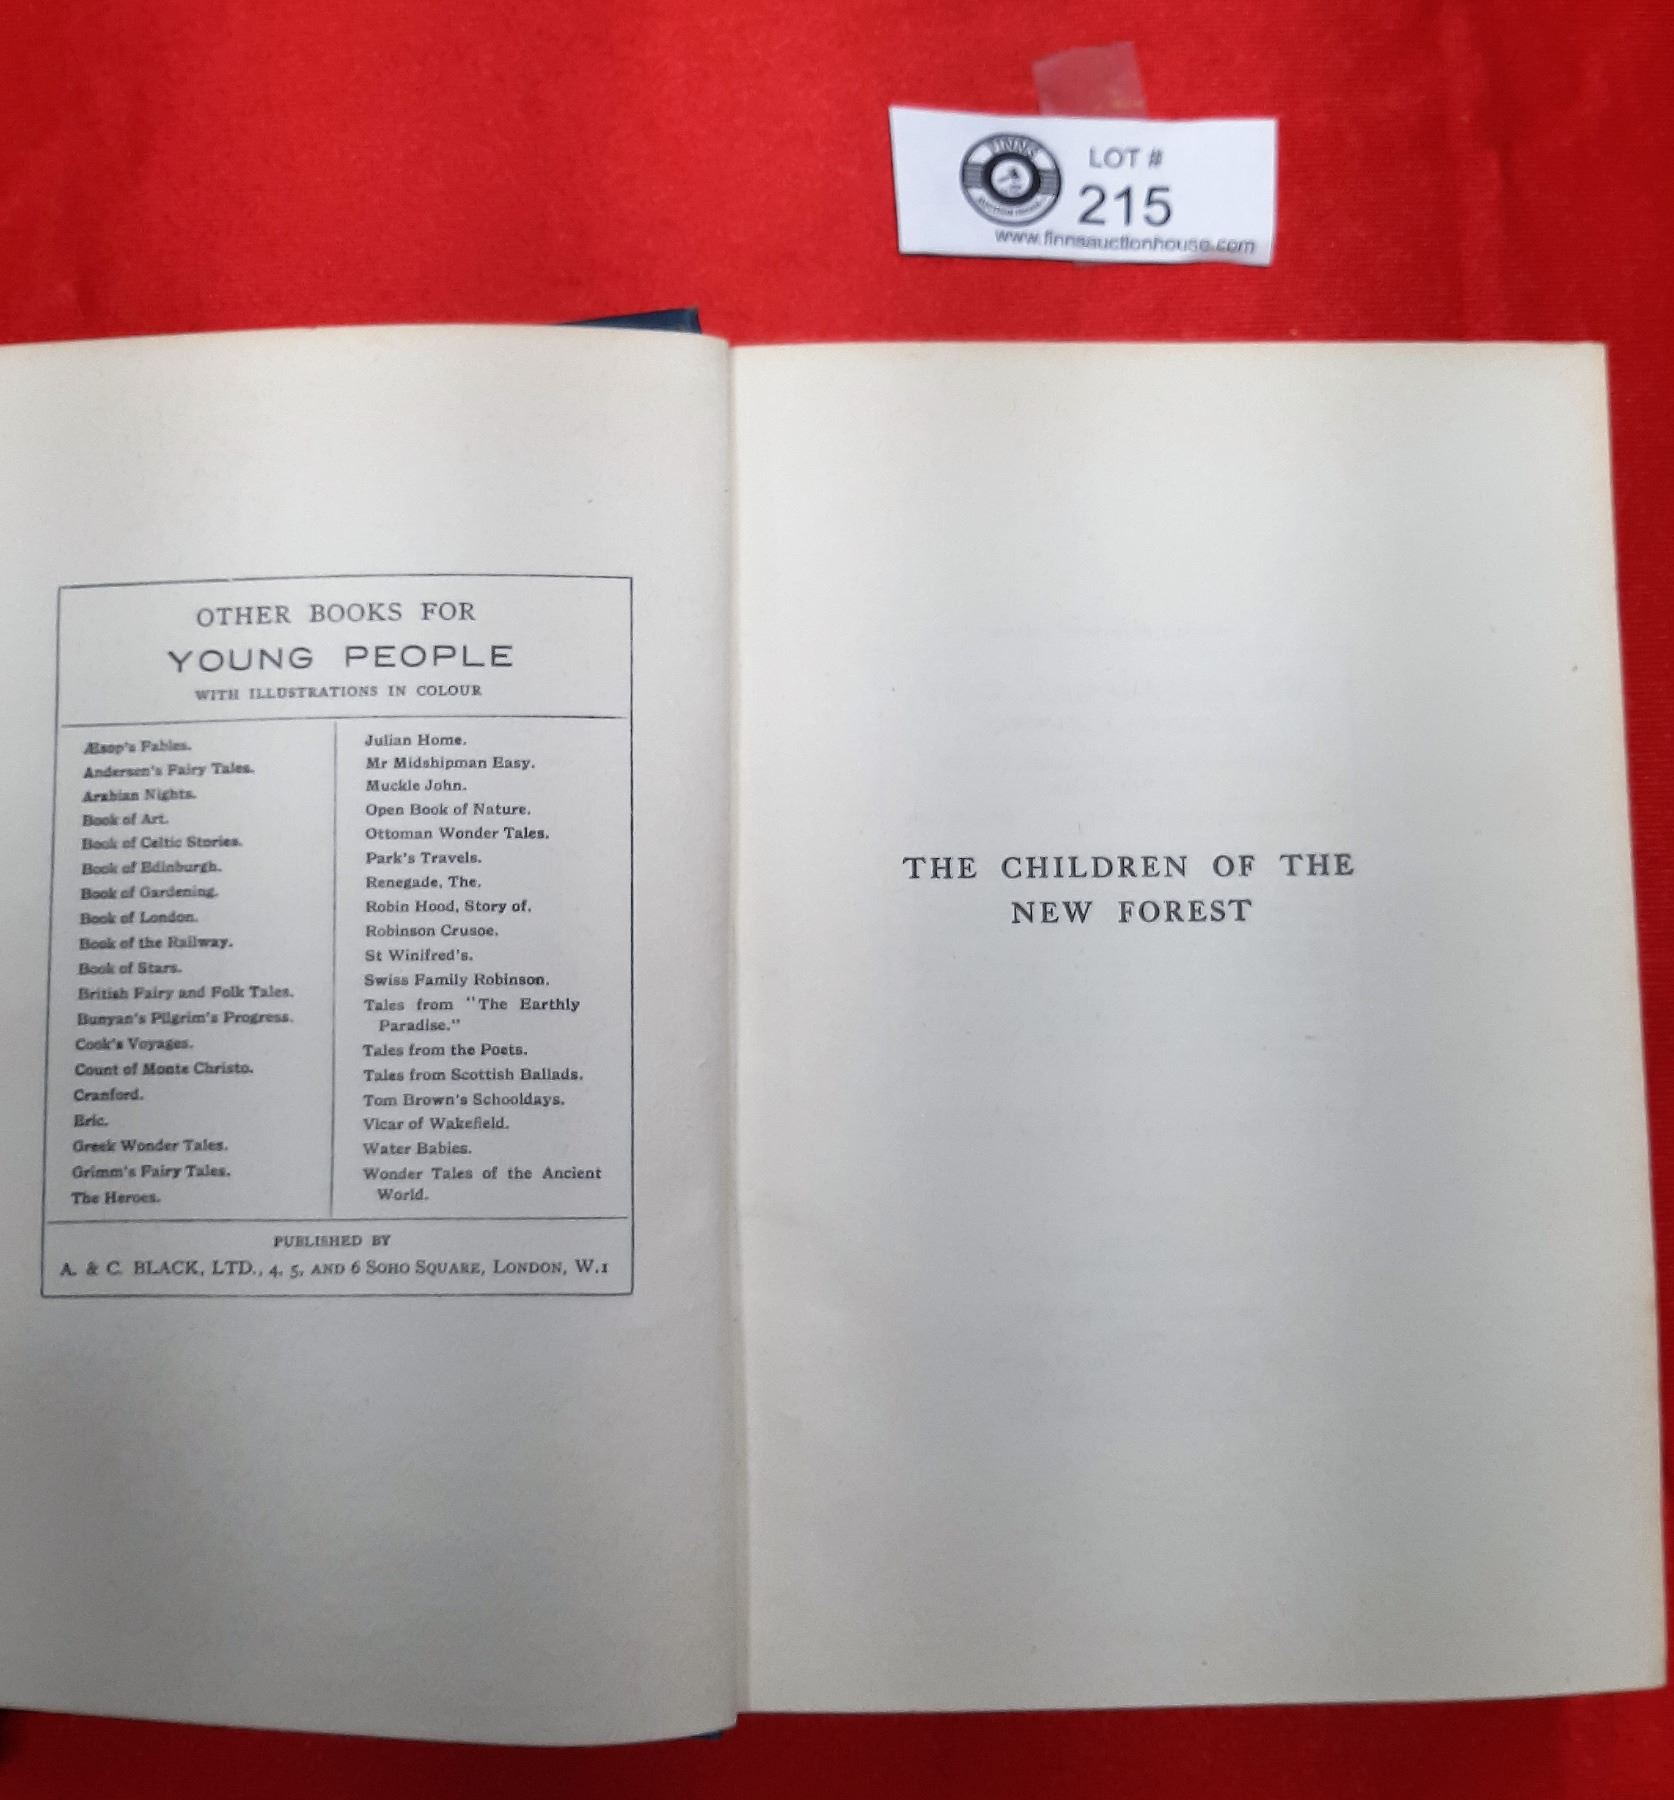 FINNS
AUCTION HOUSE
LOT #
215
www.finnsauctionhouse.com
OTHER BOOKS FOR
YOUNG PEOPLE
WITH ILLUSTRATIONS IN COLOUR
Æsop's Fables.
Andersen's Fairy Tales.
Arabian Nights.
Book of Art.
Book of Celtic Stories.
Book of Edinburgh.
Book of Gardening.
Book of London.
Book of the Railway.
Book of Stars.
British Fairy and Folk Tales.
Bunyan's Pilgrim's Progress.
Cook's Voyages.
Count of Monte Christo.
Cranford.
Eric.
Greek Wonder Tales.
Grimm's Fairy Tales.
The Heroes.
Julian Home.
Mr Midshipman Easy.
Muckle John.
Open Book of Nature.
Ottoman Wonder Tales.
Park's Travels.
Renegade, The.
Robin Hood, Story of.
Robinson Crusoe.
St Winifred's.
Swiss Family Robinson.
Tales from "The Earthly
Paradise."
Tales from the Poets.
Tales from Scottish Ballads.
Tom Brown's Schooldays.
Vicar of Wakefield.
Water Babies.
Wonder Tales of the Ancient
World.
PUBLISHED BY
A. & C. BLACK, LTD., 4, 5, AND 6 SOHO SQUARE, LONDON, W.1
THE CHILDREN OF THE
NEW FOREST